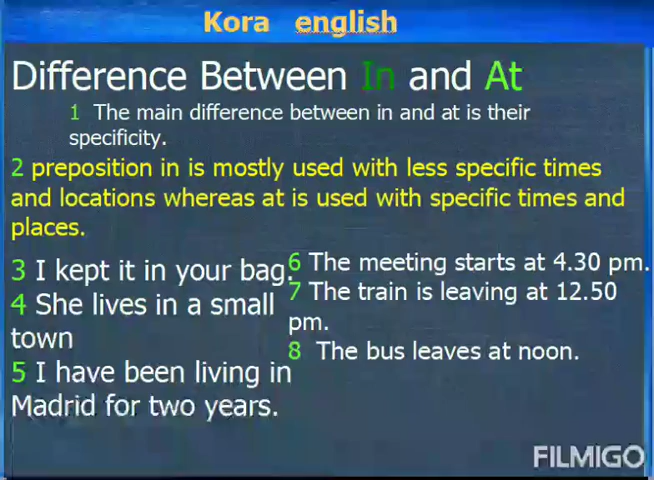 Kora english
Difference Between In and At
1 The main difference between in and at is their
specificity.
2 preposition in is mostly used with less specific times
and locations whereas at is used with specific times and
places.
3 I kept it in your bag.
4 She lives in a small
town
5 I have been living in
Madrid for two years.
6 The meeting starts at 4.30 pm.
7 The train is leaving at 12.50
pm.
8 The bus leaves at noon.
FILMIGO